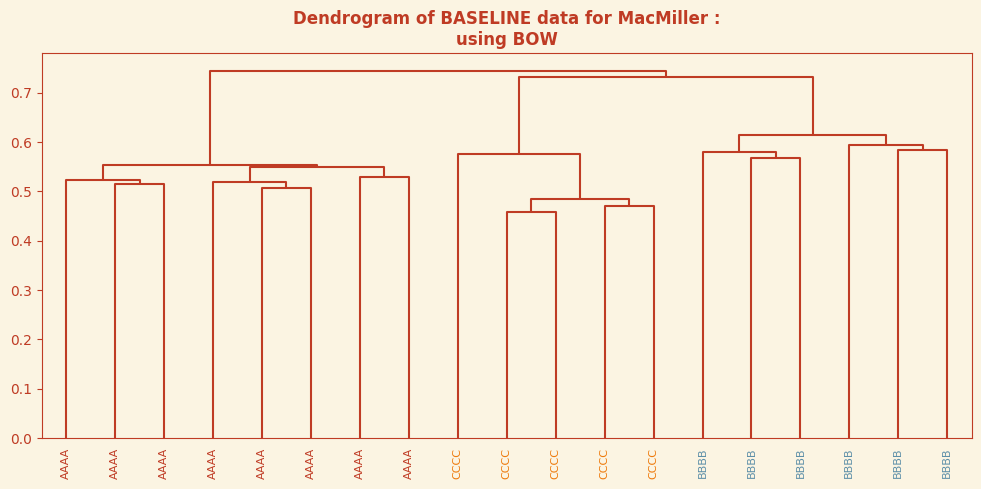 Dendrogram of BASELINE data for MacMiller :
using BOW
0.7
0.6
0.5
0.4
0.3
0.2
0.1
0.0
AAAA
AAAA
AAAA
AAAA
AAAA
AAAA
AAAA
AAAA
CCCC
CCCC
CCCC
CCCC
CCCC
BBBB
BBBB
BBBB
BBBB
BBBB
BBBB